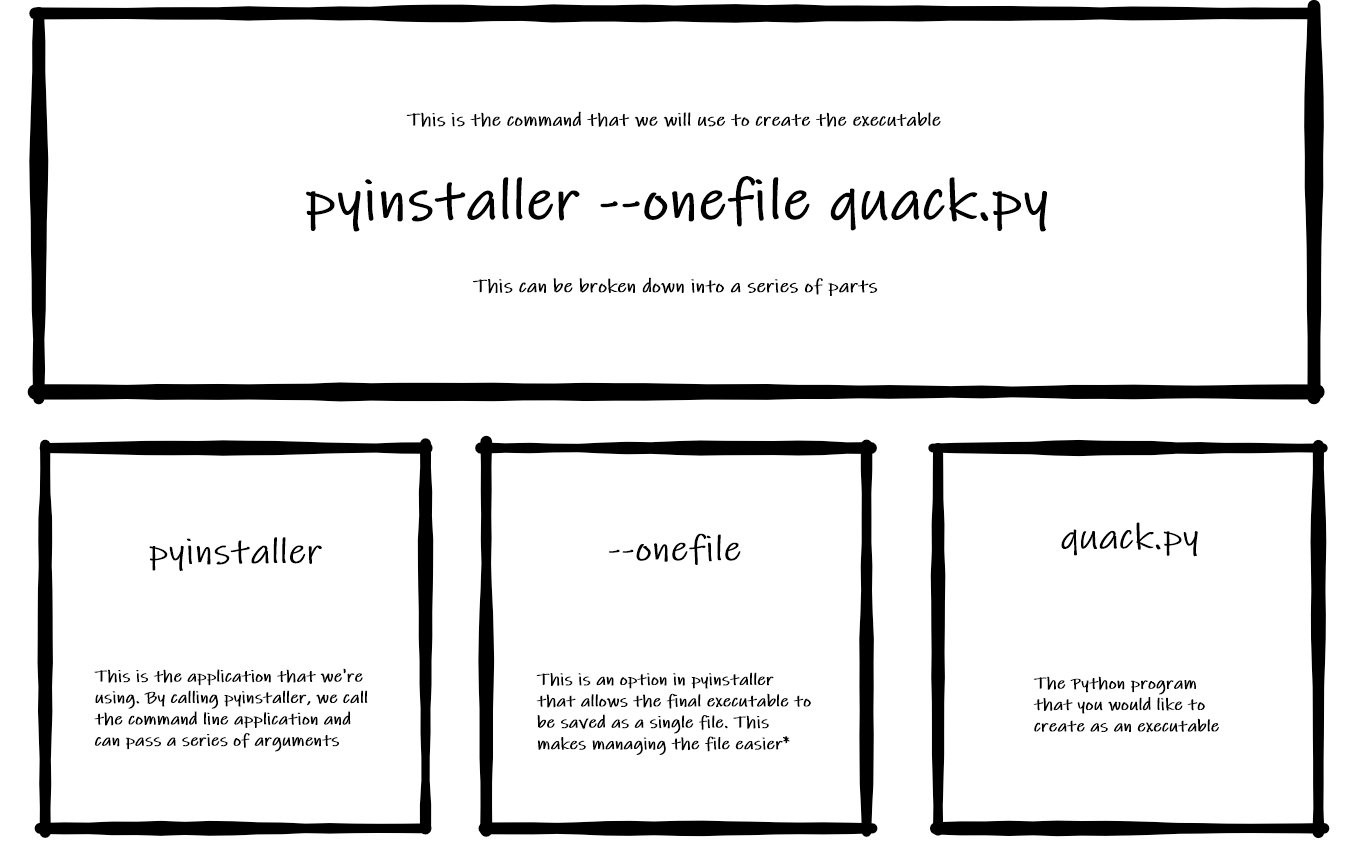 This is the command that we will use to create the executable
pyinstaller --onefile quack.py
This can be broken down into a series of parts
pyinstaller
This is the application that we're
using. By calling pyinstaller, we call
the command line application and
can pass a series of arguments
--onefile
This is an option in pyinstaller
that allows the final executable to
be saved as a single file. This
makes managing the file easier*
quack.py
The Python program
that you would like to
create as an executable